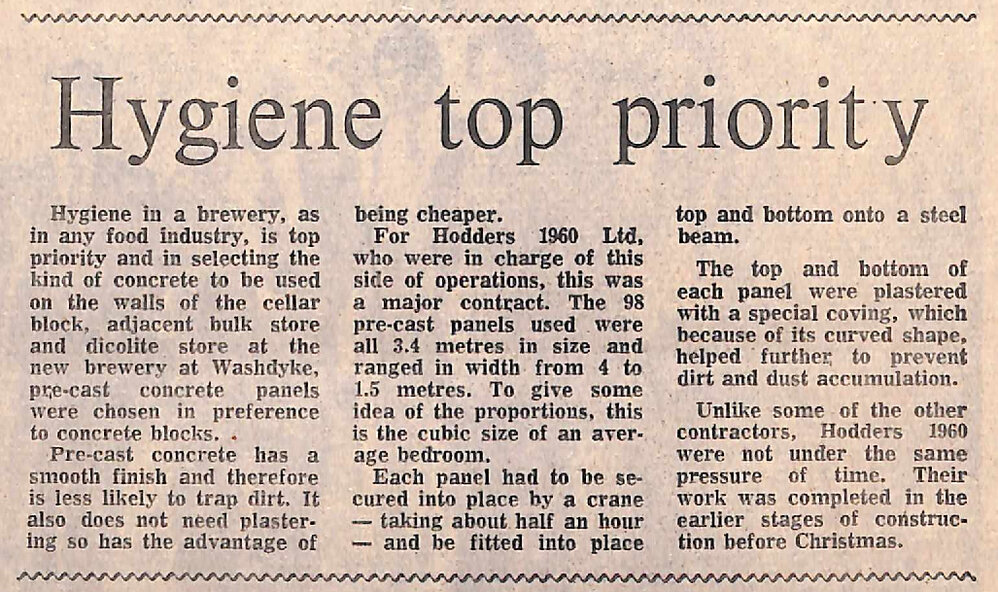 Hygiene top priority
Hygiene in a brewery, as
in any food industry, is top
priority and in selecting the
kind of concrete to be used
on the walls of the cellar
block, adjacent bulk store
and dicolite store at the
new brewery at Washdyke,
pre-cast concrete panels
were chosen in preference
to concrete blocks.
Pre-cast concrete has a
smooth finish and therefore
is less likely to trap dirt. It
also does not need plaster-
ing so has the advantage of
being cheaper.
For Hodders 1960 Ltd,
who were in charge of this
side of operations, this was
a major contract. The 98
pre-cast panels used were
all 3.4 metres in size and
ranged in width from 4 to
1.5 metres. To give some
idea of the proportions, this
is the cubic size of an aver-
age bedroom.
Each panel had to be se-
cured into place by a crane
— taking about half an hour
— and be fitted into place
top and bottom onto a steel
beam.
The top and bottom of
each panel were plastered
with a special coving, which
because of its curved shape,
helped further to prevent
dirt and dust accumulation.
Unlike some of the other
contractors, Hodders 1960
were not under the same
pressure of time. Their
work was completed in the
earlier stages of construc-
tion before Christmas.